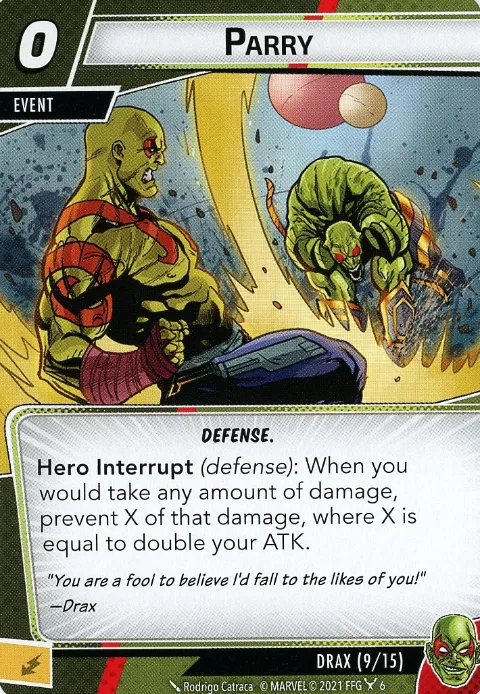 0
PARRY
EVENT
DEFENSE.
Hero Interrupt (defense): When you
would take any amount of damage,
prevent X of that damage, where X is
equal to double your ATK.
"You are a fool to believe I'd fall to the likes of you!"
—Drax
DRAX (9/15)
Rodrigo Catraca © MARVEL © 2021 FFG 6